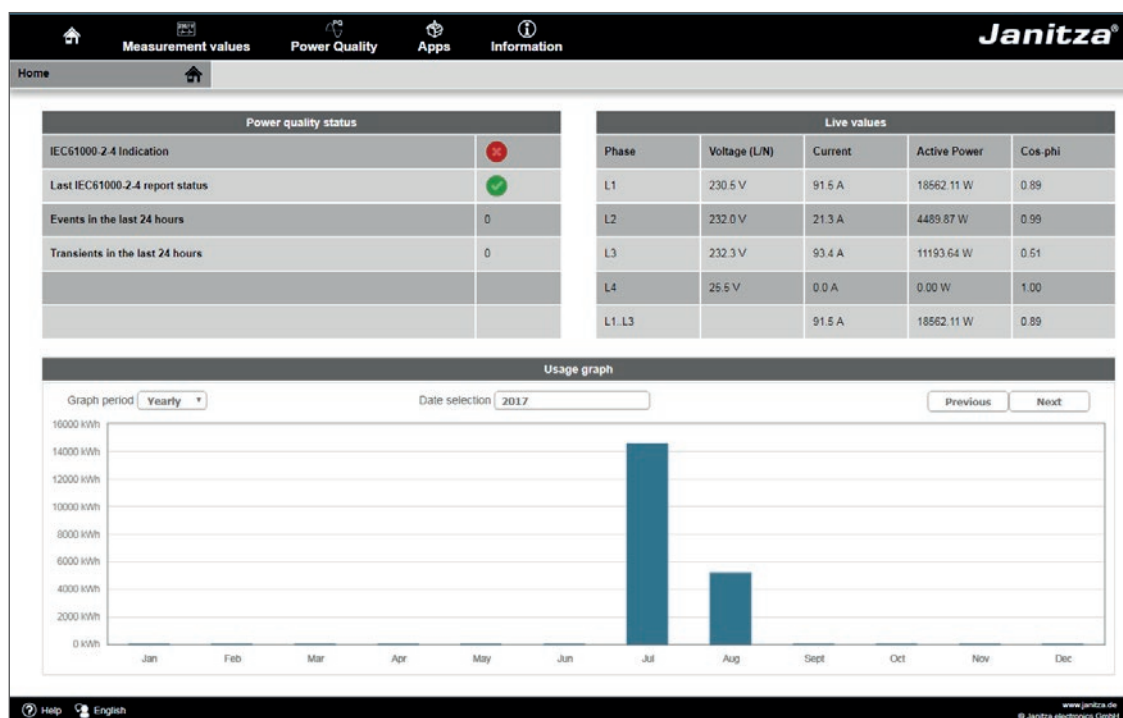 Measurement values Power Quality Apps Information Janitza®
Home
Power quality status
IEC61000-2-4 Indication
Last IEC61000-2-4 report status
Events in the last 24 hours 0
Transients in the last 24 hours 0
Live values
Phase Voltage (L/N) Current Active Power Cos-phi
L1 230.5 V 91.5 A 18562.11 W 0.89
L2 232.0 V 21.3 A 4489.87 W 0.99
L3 232.3 V 93.4 A 11193.64 W 0.51
L4 25.5 V 0.0 A 0.00 W 1.00
L1..L3 91.5 A 18562.11 W 0.89
Usage graph
Graph period Yearly Date selection 2017 Previous Next
16000 kWh
14000 kWh
12000 kWh
10000 kWh
8000 kWh
6000 kWh
4000 kWh
2000 kWh
0 kWh
Jan Feb Mar Apr May Jun Jul Aug Sept Oct Nov Dec
Help English
www.janitza.de
© Janitza electronics GmbH